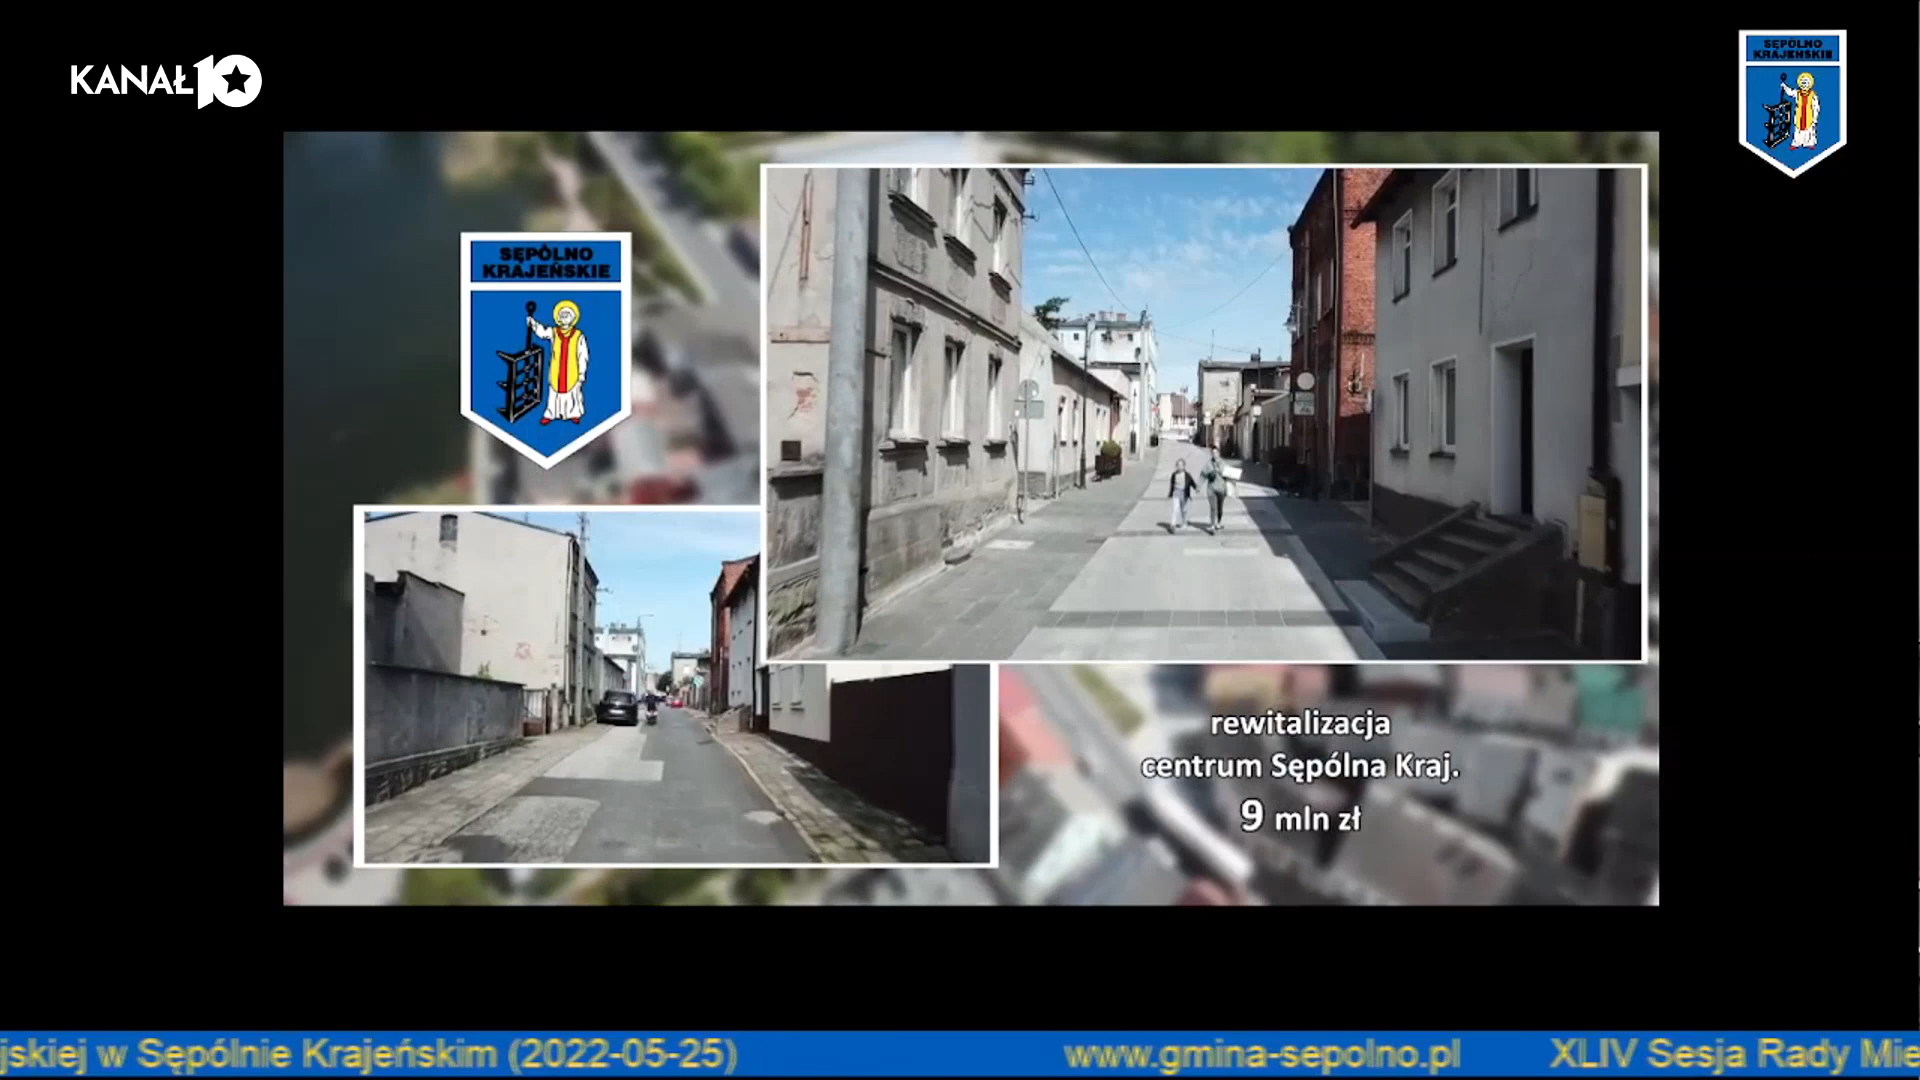 KANAŁ10
SĘPÓLNO
KRAJEŃSKIE
SĘPÓLNO
KRAJEŃSKIE
rewitalizacja
centrum Sępólna Kraj.
9 mln zł
jskiej w Sępólnie Krajeńskim (2022-05-25) www.gmina-sepolno.pl XLIV Sesja Rady Mie